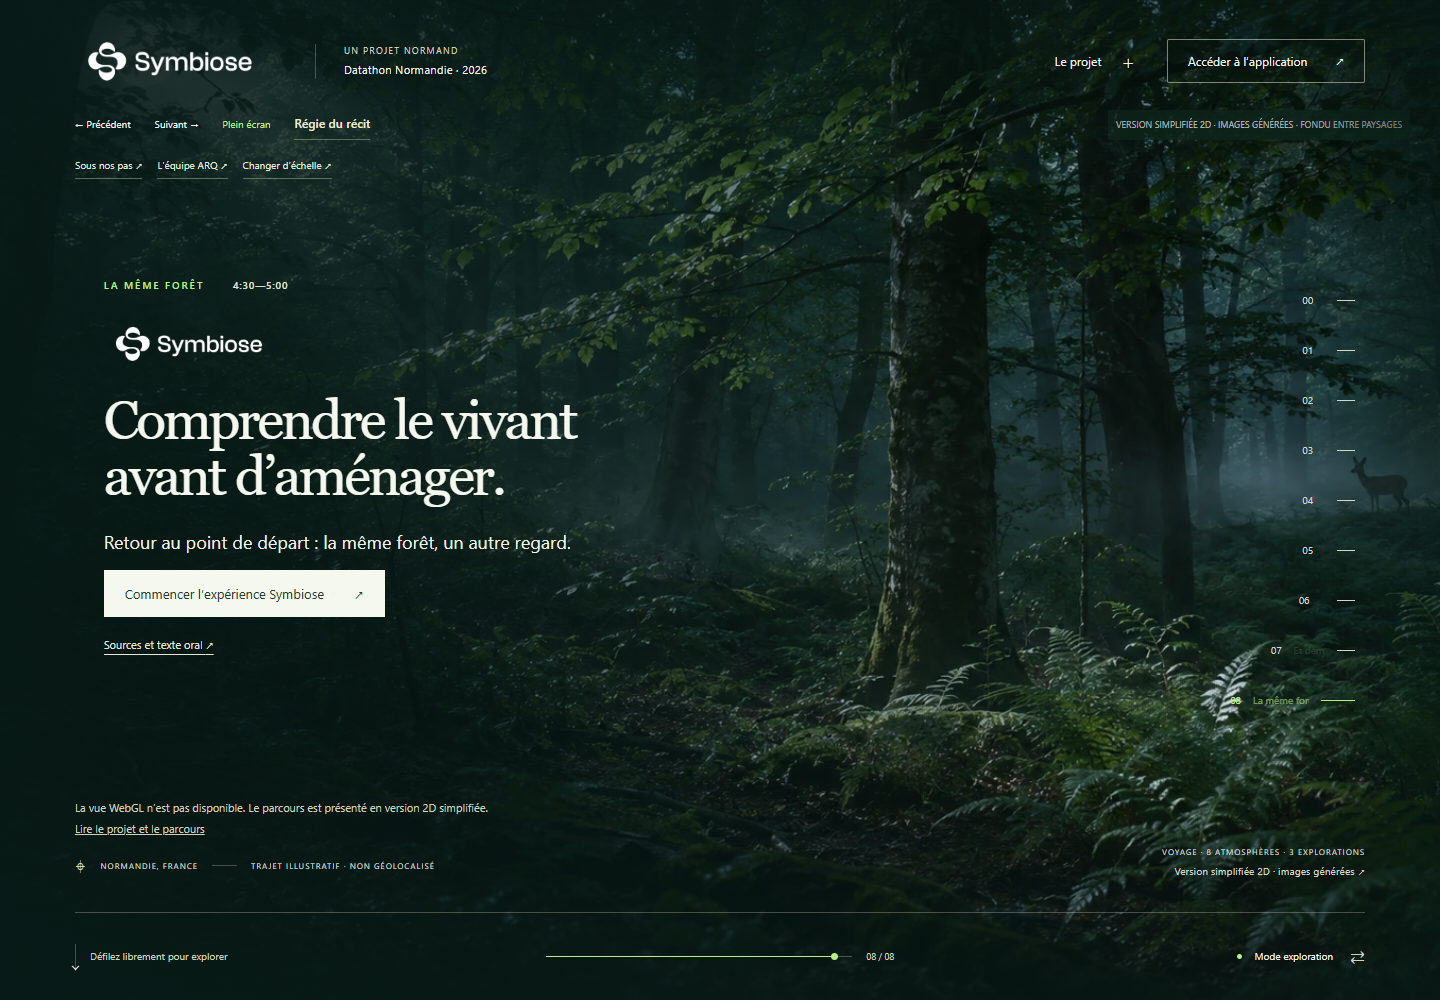 Symbiose
UN PROJET NORMAND
Datathon Normandie · 2026
Le projet +
Accéder à l'application ↗
← Précédent Suivant → Plein écran Régie du récit
VERSION SIMPLIFIÉE 2D · IMAGES GÉNÉRÉES · FONDU ENTRE PAYSAGES
Sous nos pas ↗ L'équipe ARQ ↗ Changer d'échelle ↗
LA MÊME FORÊT 4:30—5:00
Symbiose
Comprendre le vivant
avant d’aménager.
Retour au point de départ : la même forêt, un autre regard.
Commencer l'expérience Symbiose ↗
Sources et texte oral ↗
00
01
02
03
04
05
06
07 Et dem
08 La même for
La vue WebGL n'est pas disponible. Le parcours est présenté en version 2D simplifiée.
Lire le projet et le parcours
NORMANDIE, FRANCE
TRAJET ILLUSTRATIF · NON GÉOLOCALISÉ
VOYAGE · 8 ATMOSPHÈRES · 3 EXPLORATIONS
Version simplifiée 2D · images générées ↗
Défilez librement pour explorer
08 / 08
Mode exploration